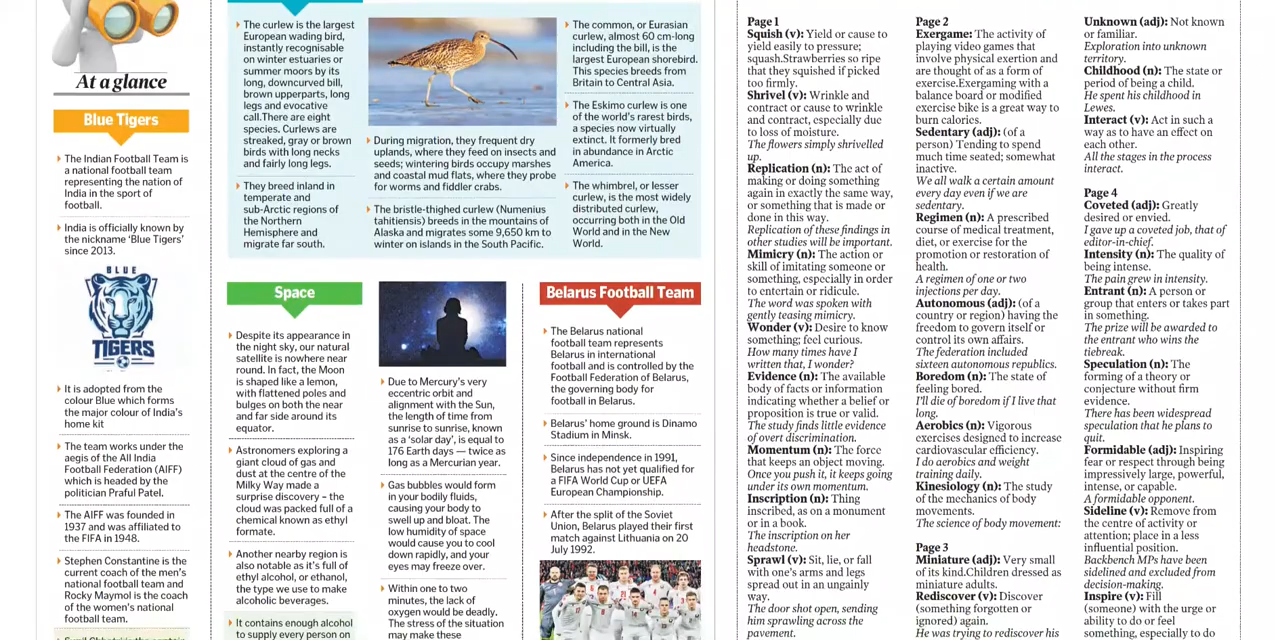 At a glance
Blue Tigers
The Indian Football Team is
a national football team
representing the nation of
India in the sport of
football.
India is officially known by
the nickname ‘Blue Tigers’
since 2013.
BLUE
TIGERS
It is adopted from the
colour Blue which forms
the major colour of India's
home kit
The team works under the
aegis of the All India
Football Federation (AIFF)
which is headed by the
politician Praful Patel.
The AIFF was founded in
1937 and was affiliated to
the FIFA in 1948.
Stephen Constantine is the
current coach of the men's
national football team and
Rocky Maymol is the coach
of the women's national
football team.
The curlew is the largest
European wading bird,
instantly recognisable
on winter estuaries or
summer moors by its
long, downcurved bill,
brown upperparts, long
legs and evocative
call.There are eight
species. Curlews are
streaked, gray or brown
birds with long necks
and fairly long legs.
They breed inland in
temperate and
sub-Arctic regions of
the Northern
Hemisphere and
migrate far south.
During migration, they frequent dry
uplands, where they feed on insects and
seeds; wintering birds occupy marshes
and coastal mud flats, where they probe
for worms and fiddler crabs.
The bristle-thighed curlew (Numenius
tahitiensis) breeds in the mountains of
Alaska and migrates some 9,650 km to
winter on islands in the South Pacific.
The common, or Eurasian
curlew, almost 60 cm-long
including the bill, is the
largest European shorebird.
This species breeds from
Britain to Central Asia.
The Eskimo curlew is one
of the world's rarest birds,
a species now virtually
extinct. It formerly bred
in abundance in Arctic
America.
The whimbrel, or lesser
curlew, is the most widely
distributed curlew,
occurring both in the Old
World and in the New
World.
Space
Despite its appearance in
the night sky, our natural
satellite is nowhere near
round. In fact, the Moon
is shaped like a lemon,
with flattened poles and
bulges on both the near
and far side around its
equator.
Astronomers exploring a
giant cloud of gas and
dust at the centre of the
Milky Way made a
surprise discovery – the
cloud was packed full of a
chemical known as ethyl
formate.
Another nearby region is
also notable as it's full of
ethyl alcohol, or ethanol,
the type we use to make
alcoholic beverages.
It contains enough alcohol
to supply every person on
Due to Mercury's very
eccentric orbit and
alignment with the Sun,
the length of time from
sunrise to sunrise, known
as a ‘solar day’, is equal to
176 Earth days — twice as
long as a Mercurian year.
Gas bubbles would form
in your bodily fluids,
causing your body to
swell up and bloat. The
low humidity of space
would cause you to cool
down rapidly, and your
eyes may freeze over.
Within one to two
minutes, the lack of
oxygen would be deadly.
The stress of the situation
may make these
Belarus Football Team
The Belarus national
football team represents
Belarus in international
football and is controlled by the
Football Federation of Belarus,
the governing body for
football in Belarus.
Belarus' home ground is Dinamo
Stadium in Minsk.
Since independence in 1991,
Belarus has not yet qualified for
a FIFA World Cup or UEFA
European Championship.
After the split of the Soviet
Union, Belarus played their first
match against Lithuania on 20
July 1992.
Page 1
Squish (v): Yield or cause to
yield easily to pressure;
squash.Strawberries so ripe
that they squished if picked
too firmly.
Shrivel (v): Wrinkle and
contract or cause to wrinkle
and contract, especially due
to loss of moisture.
The flowers simply shrivelled
up.
Replication (n): The act of
making or doing something
again in exactly the same way,
or something that is made or
done in this way.
Replication of these findings in
other studies will be important.
Mimicry (n): The action or
skill of imitating someone or
something, especially in order
to entertain or ridicule.
The word was spoken with
gently teasing mimicry.
Wonder (v): Desire to know
something; feel curious.
How many times have I
written that, I wonder?
Evidence (n): The available
body of facts or information
indicating whether a belief or
proposition is true or valid.
The study finds little evidence
of overt discrimination.
Momentum (n): The force
that keeps an object moving.
Once you push it, it keeps going
under its own momentum.
Inscription (n): Thing
inscribed, as on a monument
or in a book.
The inscription on her
headstone.
Sprawl (v): Sit, lie, or fall
with one's arms and legs
spread out in an ungainly
way.
The door shot open, sending
him sprawling across the
pavement.
Page 2
Exergame: The activity of
playing video games that
involve physical exertion and
are thought of as a form of
exercise.Exergaming with a
balance board or modified
exercise bike is a great way to
burn calories.
Sedentary (adj): (of a
person) Tending to spend
much time seated; somewhat
inactive.
We all walk a certain amount
every day even if we are
sedentary.
Regimen (n): A prescribed
course of medical treatment,
diet, or exercise for the
promotion or restoration of
health.
A regimen of one or two
injections per day.
Autonomous (adj): (of a
country or region) having the
freedom to govern itself or
control its own affairs.
The federation included
sixteen autonomous republics.
Boredom (n): The state of
feeling bored.
I'll die of boredom if I live that
long.
Aerobics (n): Vigorous
exercises designed to increase
cardiovascular efficiency.
I do aerobics and weight
training daily.
Kinesiology (n): The study
of the mechanics of body
movements.
The science of body movement:
Page 3
Miniature (adj): Very small
of its kind.Children dressed as
miniature adults.
Rediscover (v): Discover
(something forgotten or
ignored) again.
He was trying to rediscover his
Unknown (adj): Not known
or familiar.
Exploration into unknown
territory.
Childhood (n): The state or
period of being a child.
He spent his childhood in
Lewes.
Interact (v): Act in such a
way as to have an effect on
each other.
All the stages in the process
interact.
Page 4
Coveted (adj): Greatly
desired or envied.
I gave up a coveted job, that of
editor-in-chief.
Intensity (n): The quality of
being intense.
The pain grew in intensity.
Entrant (n): A person or
group that enters or takes part
in something.
The prize will be awarded to
the entrant who wins the
tiebreak.
Speculation (n): The
forming of a theory or
conjecture without firm
evidence.
There has been widespread
speculation that he plans to
quit.
Formidable (adj): Inspiring
fear or respect through being
impressively large, powerful,
intense, or capable.
A formidable opponent.
Sideline (v): Remove from
the centre of activity or
attention; place in a less
influential position.
Backbench MPs have been
sidelined and excluded from
decision-making.
Inspire (v): Fill
(someone) with the urge or
ability to do or feel
something, especially to do